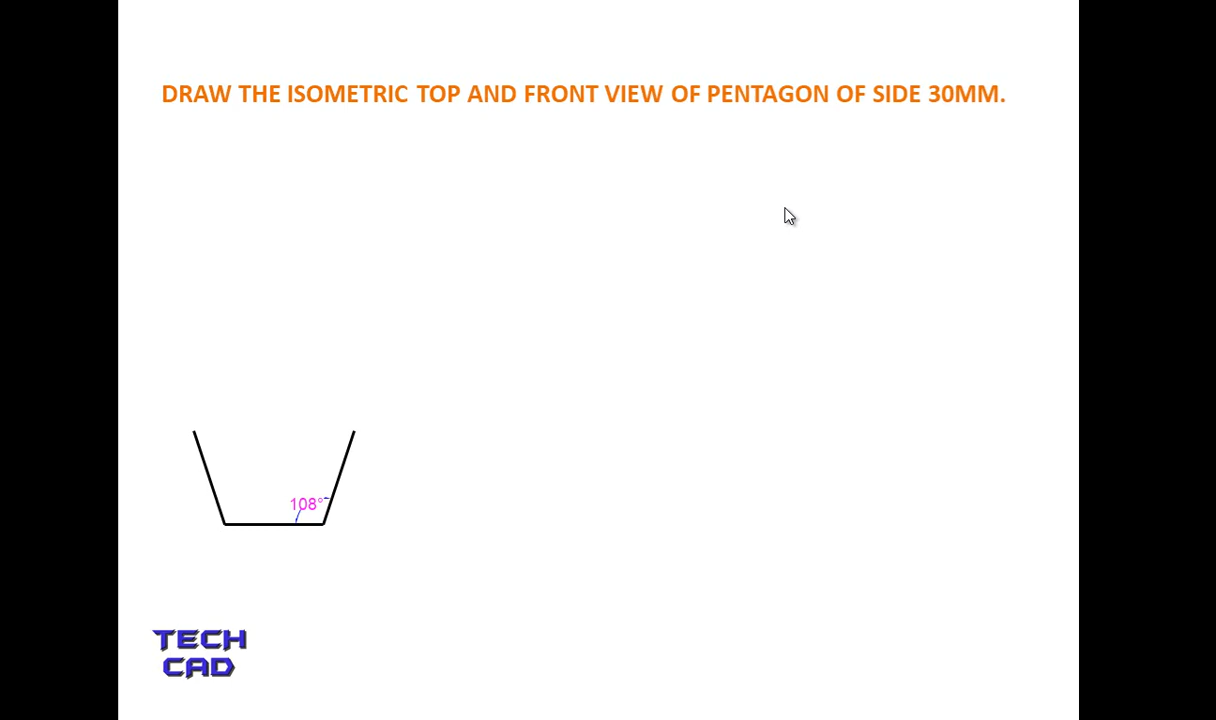 DRAW THE ISOMETRIC TOP AND FRONT VIEW OF PENTAGON OF SIDE 30MM.
108°
TECH
CAD